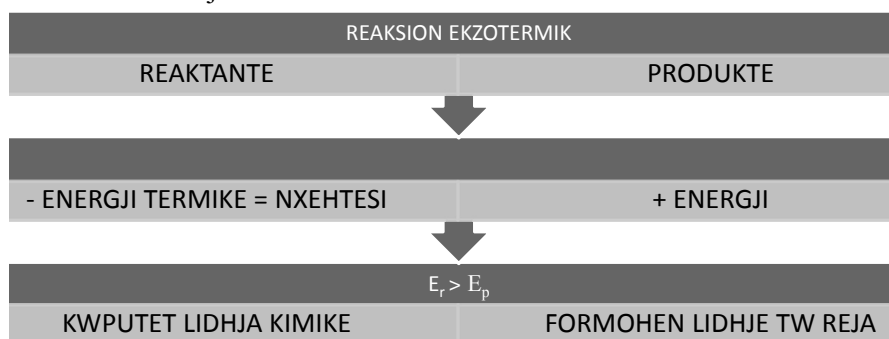 REAKSION EKZOTERMIK
REAKTANTE PRODUKTE
- ENERGJI TERMIKE = NXEHTESI + ENERGJI
Er > Ep
KWPUTET LIDHJA KIMIKE FORMOHEN LIDHJE TW REJA